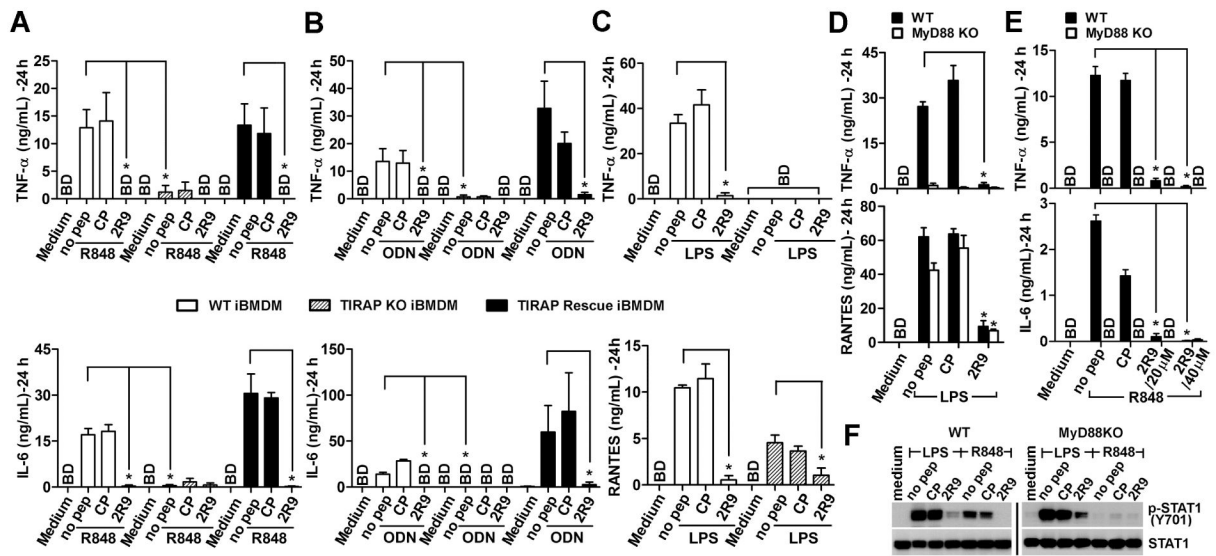 A
TNF-α (ng/mL) -24h
25
20
15
10
5
0
BD
BD *
BD
*
BD
BD
BD *
Medium
no pep
CP
2R9
Medium
no pep
CP
2R9
Medium
no pep
CP
2R9
R848
R848
R848
B
TNF-α (ng/mL) -24 h
50
40
30
20
10
0
BD
BD *
BD
*
BD
BD
*
Medium
no pep
CP
2R9
Medium
no pep
CP
2R9
Medium
no pep
CP
2R9
ODN
ODN
ODN
C
TNF-α (ng/mL) -24 h
60
40
20
0
BD
*
BD
Medium
no pep
CP
2R9
Medium
no pep
CP
2R9
LPS
LPS
WT iBMDM
TIRAP KO iBMDM
TIRAP Rescue iBMDM
IL-6 (ng/mL)-24 h
45
30
15
0
BD
*
BD
*
BD
*
Medium
no pep
CP
2R9
Medium
no pep
CP
2R9
Medium
no pep
CP
2R9
R848
R848
R848
IL-6 (ng/mL)-24 h
150
100
50
0
BD
BD *
BD
BD *
BD
BD
*
Medium
no pep
CP
2R9
Medium
no pep
CP
2R9
Medium
no pep
CP
2R9
ODN
ODN
ODN
RANTES (ng/mL)-24 h
15
10
5
0
BD
*
BD
*
Medium
no pep
CP
2R9
Medium
no pep
CP
2R9
LPS
LPS
D
WT
MyD88 KO
TNF-α (ng/mL) -24 h
45
30
15
0
BD
*
RANTES (ng/mL)- 24 h
80
60
40
20
0
BD
*
*
Medium
no pep
CP
2R9
LPS
E
WT
MyD88 KO
TNF-α (ng/mL) -24 h
15
12
9
6
3
0
BD
BD
BD
BD
*
BD
*
IL-6 (ng/mL)-24 h
3
2
1
0
BD
BD
BD
BD
*
BD
*
Medium
no pep
CP
2R9 /20 µM
2R9 /40µM
R848
F
WT
MyD88KO
LPS
R848
LPS
R848
medium
no pep
CP
2R9
no pep
CP
2R9
medium
no pep
CP
2R9
no pep
CP
2R9
p-STAT1
(Y701)
STAT1